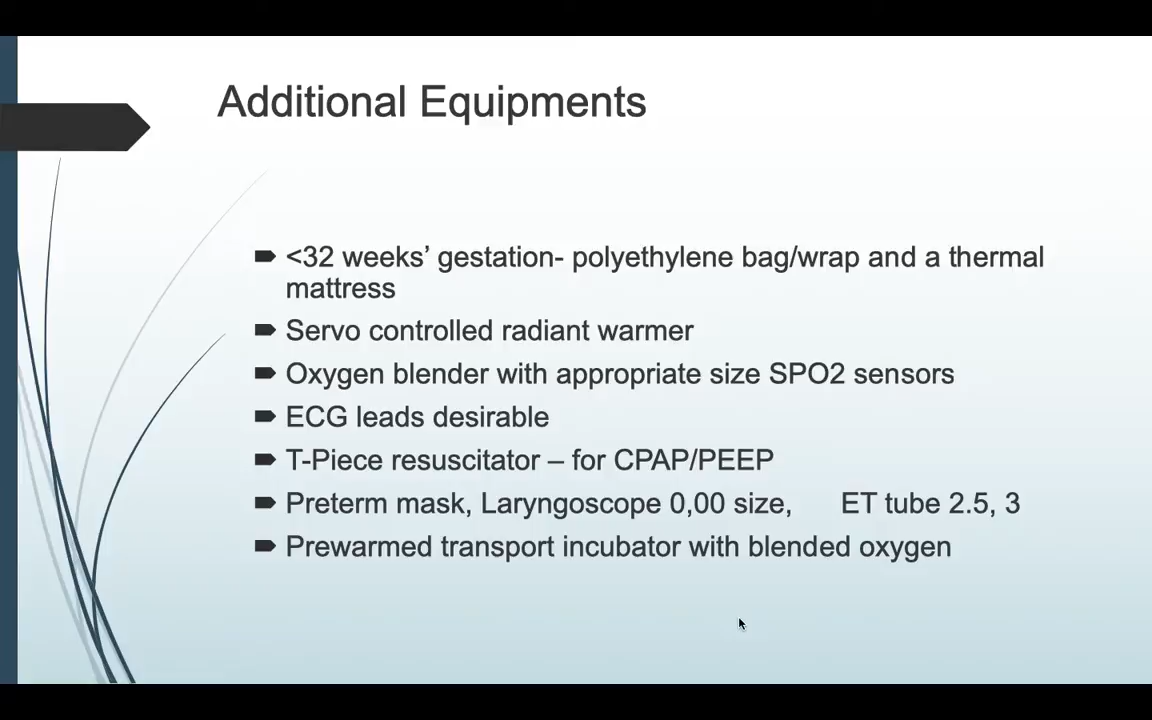 Additional Equipments
<32 weeks’ gestation- polyethylene bag/wrap and a thermal
mattress
Servo controlled radiant warmer
Oxygen blender with appropriate size SPO2 sensors
ECG leads desirable
T-Piece resuscitator – for CPAP/PEEP
Preterm mask, Laryngoscope 0,00 size, ET tube 2.5, 3
Prewarmed transport incubator with blended oxygen